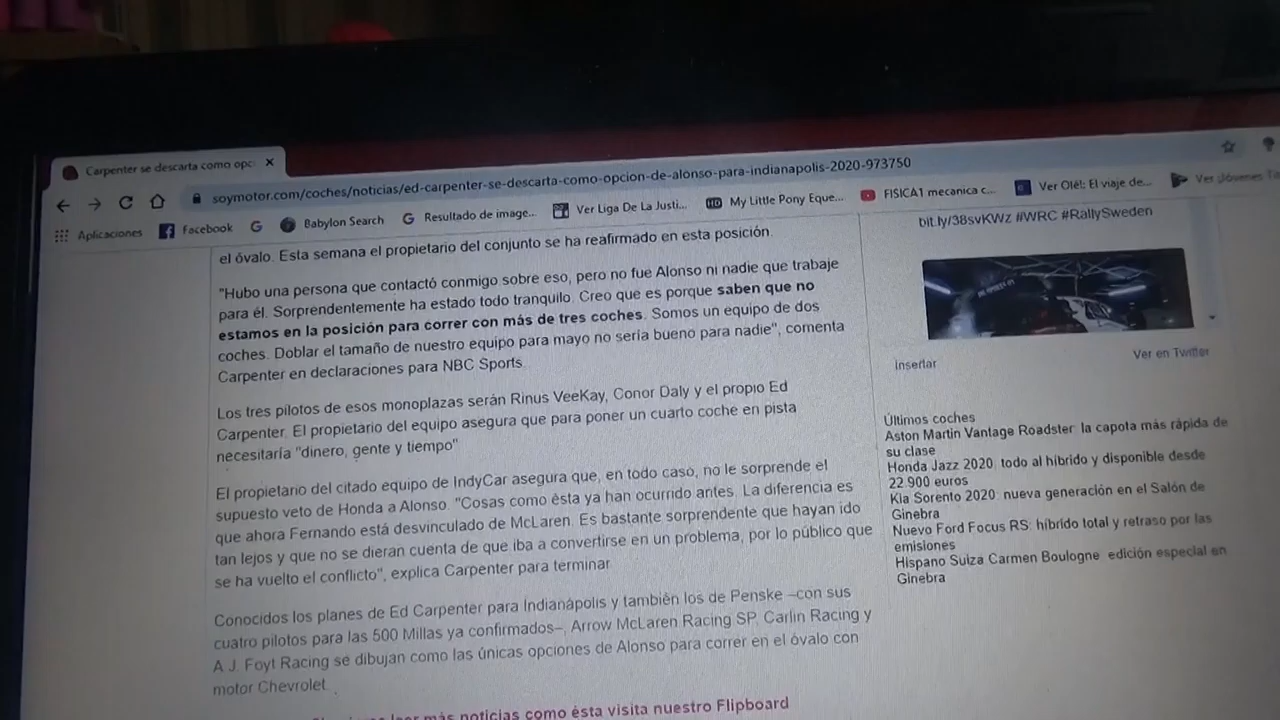 Carpenter se descarta como opc
soymotor.com/coches/noticias/ed-carpenter-se-descarta-como-opcion-de-alonso-para-indianapolis-2020-973750
Aplicaciones Facebook Babylon Search Resultado de image... Ver Liga De La Justi... My Little Pony Eque... FISICA1 mecanica c... Ver Olé!: El viaje de... Ver ¡Jóvenes Ti
el óvalo. Esta semana el propietario del conjunto se ha reafirmado en esta posición.
"Hubo una persona que contactó conmigo sobre eso, pero no fue Alonso ni nadie que trabaje
para él. Sorprendentemente ha estado todo tranquilo. Creo que es porque saben que no
estamos en la posición para correr con más de tres coches. Somos un equipo de dos
coches. Doblar el tamaño de nuestro equipo para mayo no sería bueno para nadie", comenta
Carpenter en declaraciones para NBC Sports.
Los tres pilotos de esos monoplazas serán Rinus VeeKay, Conor Daly y el propio Ed
Carpenter. El propietario del equipo asegura que para poner un cuarto coche en pista
necesitaría "dinero, gente y tiempo"
El propietario del citado equipo de IndyCar asegura que, en todo caso, no le sorprende el
supuesto veto de Honda a Alonso. "Cosas como ésta ya han ocurrido antes. La diferencia es
que ahora Fernando está desvinculado de McLaren. Es bastante sorprendente que hayan ido
tan lejos y que no se dieran cuenta de que iba a convertirse en un problema, por lo público que
se ha vuelto el conflicto", explica Carpenter para terminar.
Conocidos los planes de Ed Carpenter para Indianápolis y también los de Penske –con sus
cuatro pilotos para las 500 Millas ya confirmados–, Arrow McLaren Racing SP, Carlin Racing y
A.J. Foyt Racing se dibujan como las únicas opciones de Alonso para correr en el óvalo con
motor Chevrolet.
leer más noticias como ésta visita nuestro Flipboard
bit.ly/38svKWz #WRC #RallySweden
Insertar
Ver en Twitter
Últimos coches
Aston Martin Vantage Roadster: la capota más rápida de
su clase
Honda Jazz 2020: todo al híbrido y disponible desde
22.900 euros
Kia Sorento 2020: nueva generación en el Salón de
Ginebra
Nuevo Ford Focus RS: híbrido total y retraso por las
emisiones
Hispano Suiza Carmen Boulogne: edición especial en
Ginebra